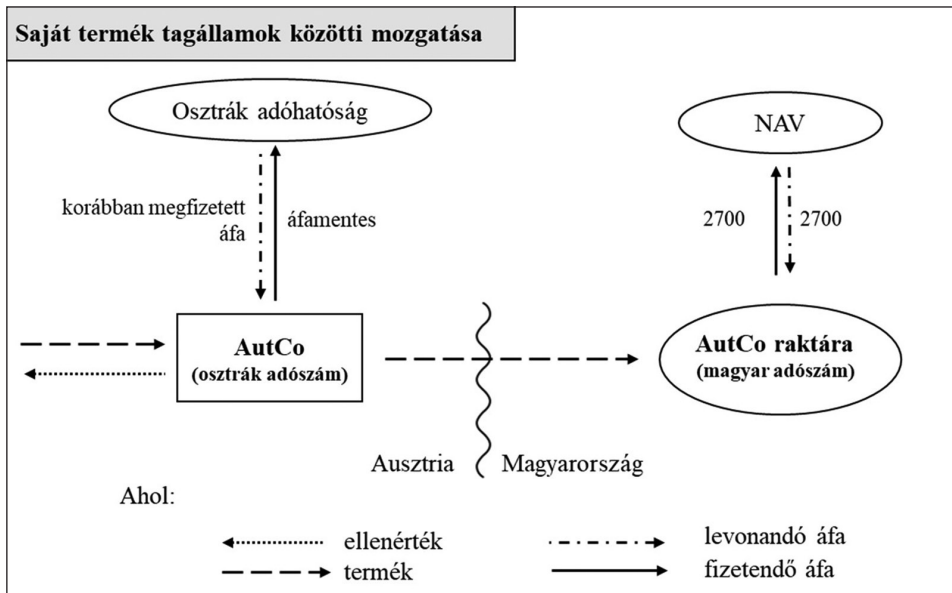 Saját termék tagállamok közötti mozgatása
Osztrák adóhatóság
NAV
korábban megfizetett
áfa
áfamentes
2700
2700
AutCo
(osztrák adószám)
AutCo raktára
(magyar adószám)
Ausztria
Magyarország
Ahol:
ellenérték
levonandó áfa
termék
fizetendő áfa